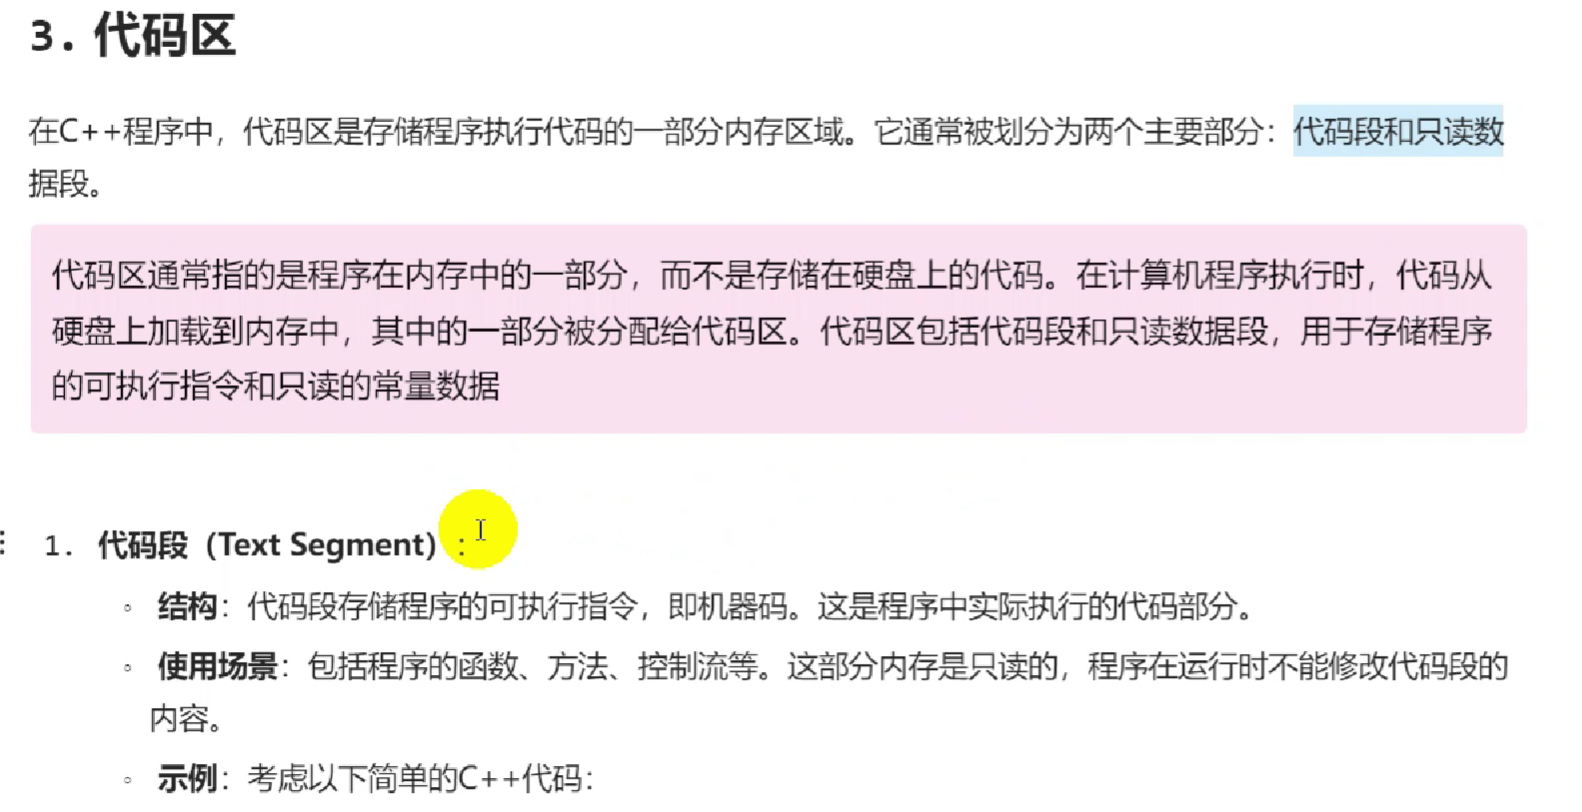 3. 代码区
在C++程序中，代码区是存储程序执行代码的一部分内存区域。它通常被划分为两个主要部分：代码段和只读数
据段。
代码区通常指的是程序在内存中的一部分，而不是存储在硬盘上的代码。在计算机程序执行时，代码从
硬盘上加载到内存中，其中的一部分被分配给代码区。代码区包括代码段和只读数据段，用于存储程序
的可执行指令和只读的常量数据
1. 代码段（Text Segment）：
◦ 结构：代码段存储程序的可执行指令，即机器码。这是程序中实际执行的代码部分。
◦ 使用场景：包括程序的函数、方法、控制流等。这部分内存是只读的，程序在运行时不能修改代码段的
内容。
◦ 示例：考虑以下简单的C++代码：